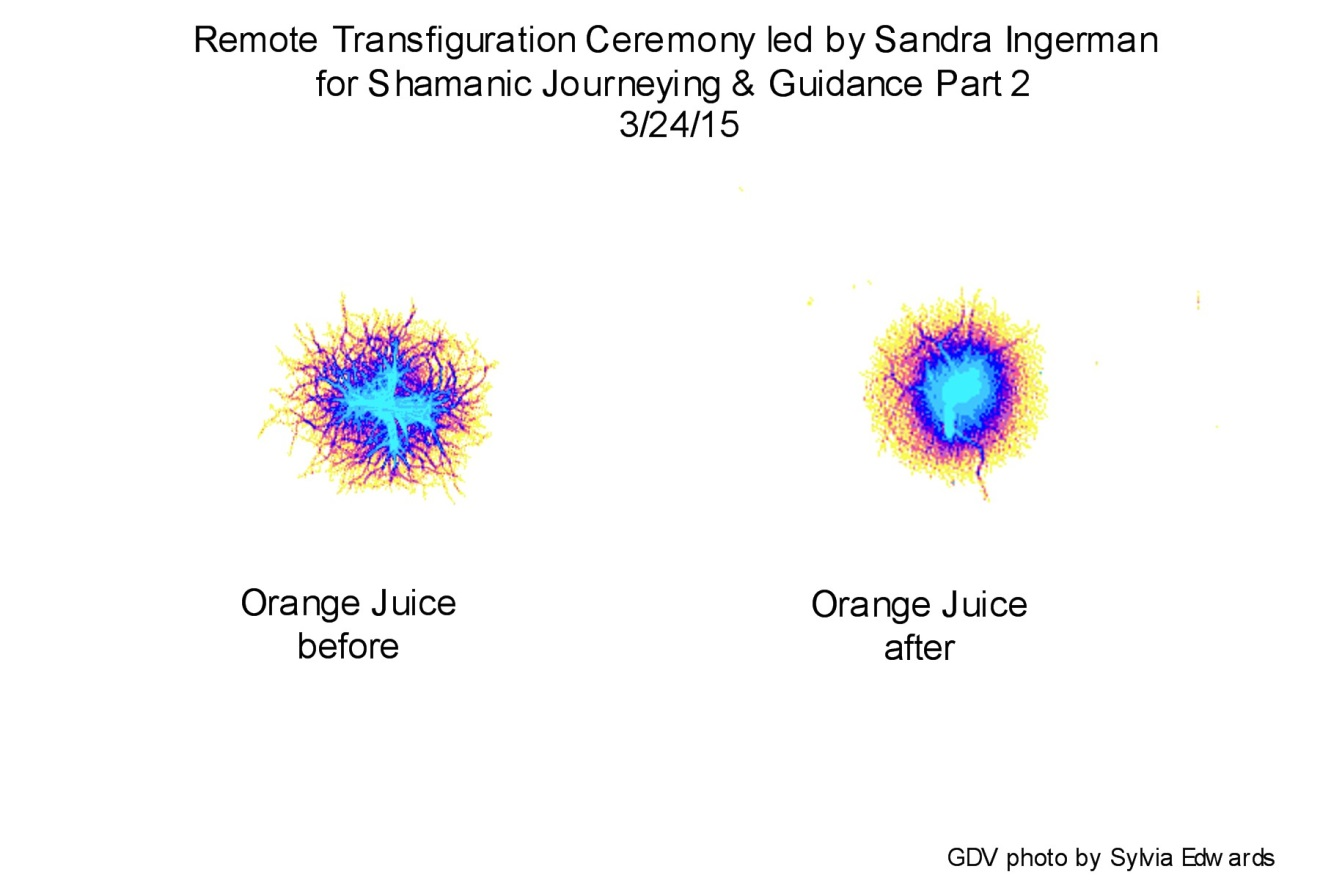 Remote Transfiguration Ceremony led by Sandra Ingerman
for Shamanic Journeying & Guidance Part 2
3/24/15
Orange Juice
before
Orange Juice
after
GDV photo by Sylvia Edwards